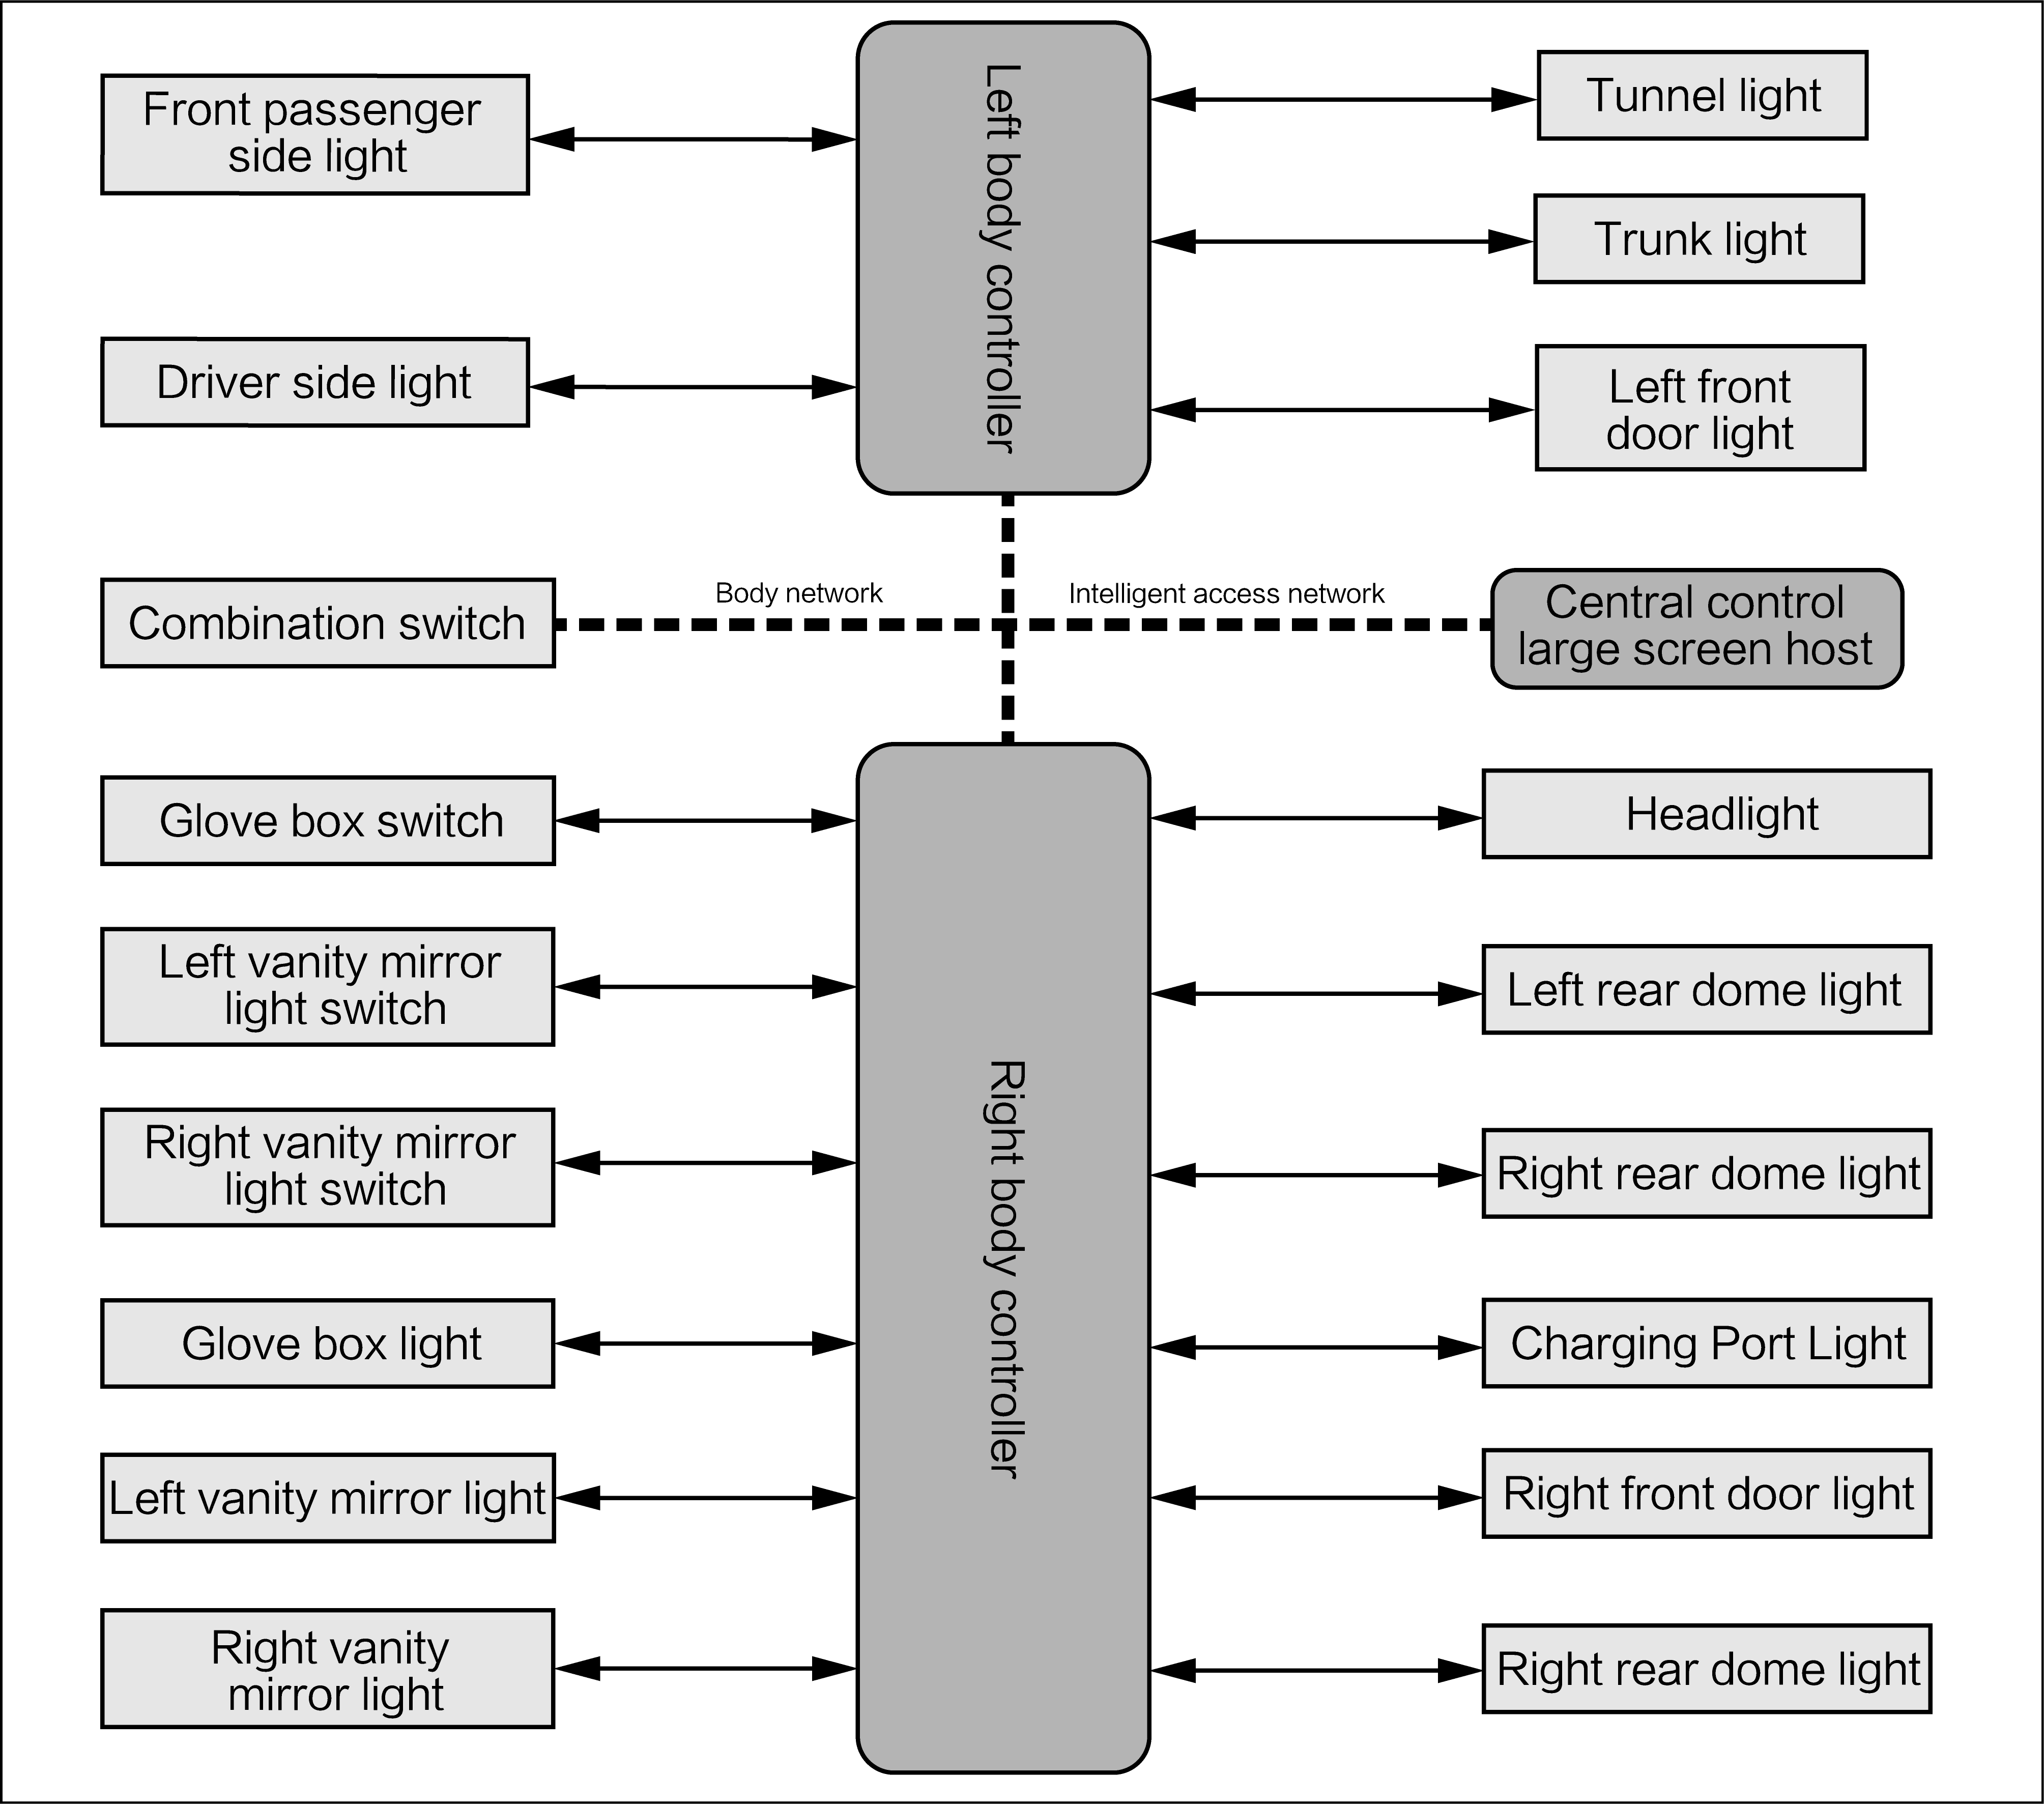 Front passenger
side light
Driver side light
Left body controller
Tunnel light
Trunk light
Left front
door light
Combination switch
Body network
Intelligent access network
Central control
large screen host
Glove box switch
Left vanity mirror
light switch
Right vanity mirror
light switch
Glove box light
Left vanity mirror light
Right vanity
mirror light
Right body controller
Headlight
Left rear dome light
Right rear dome light
Charging Port Light
Right front door light
Right rear dome light